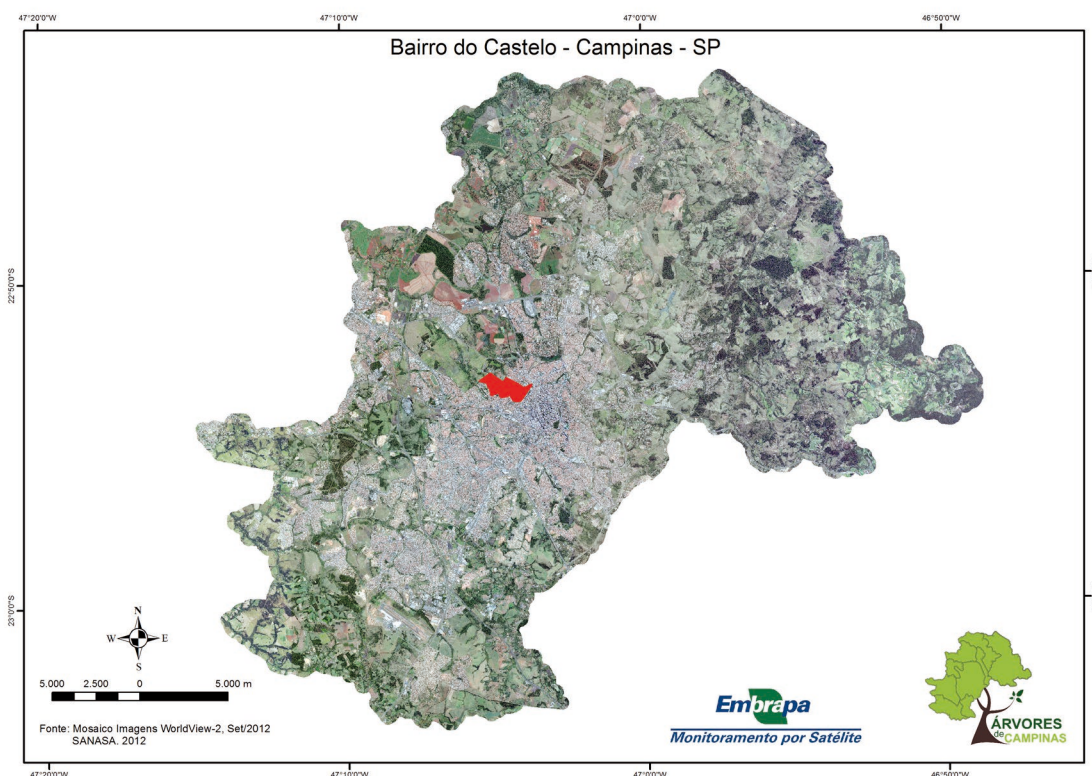 47°20'0"W 47°10'0"W 47°0'0"W 46°50'0"W
Bairro do Castelo - Campinas - SP
22°50'0"S
23°0'0"S
N
W E
S
5.000 2.500 0 5.000 m
Fonte: Mosaico Imagens WorldView-2, Set/2012
SANASA. 2012
Embrapa
Monitoramento por Satélite
ÁRVORES
de CAMPINAS
47°20'0"W 47°10'0"W 47°0'0"W 46°50'0"W